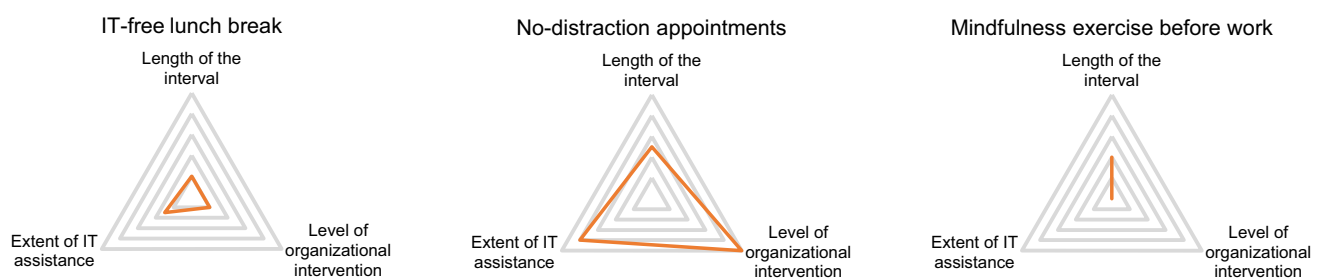 IT-free lunch break
Length of the
interval
Extent of IT
assistance
Level of
organizational
intervention
No-distraction appointments
Length of the
interval
Extent of IT
assistance
Level of
organizational
intervention
Mindfulness exercise before work
Length of the
interval
Extent of IT
assistance
Level of
organizational
intervention